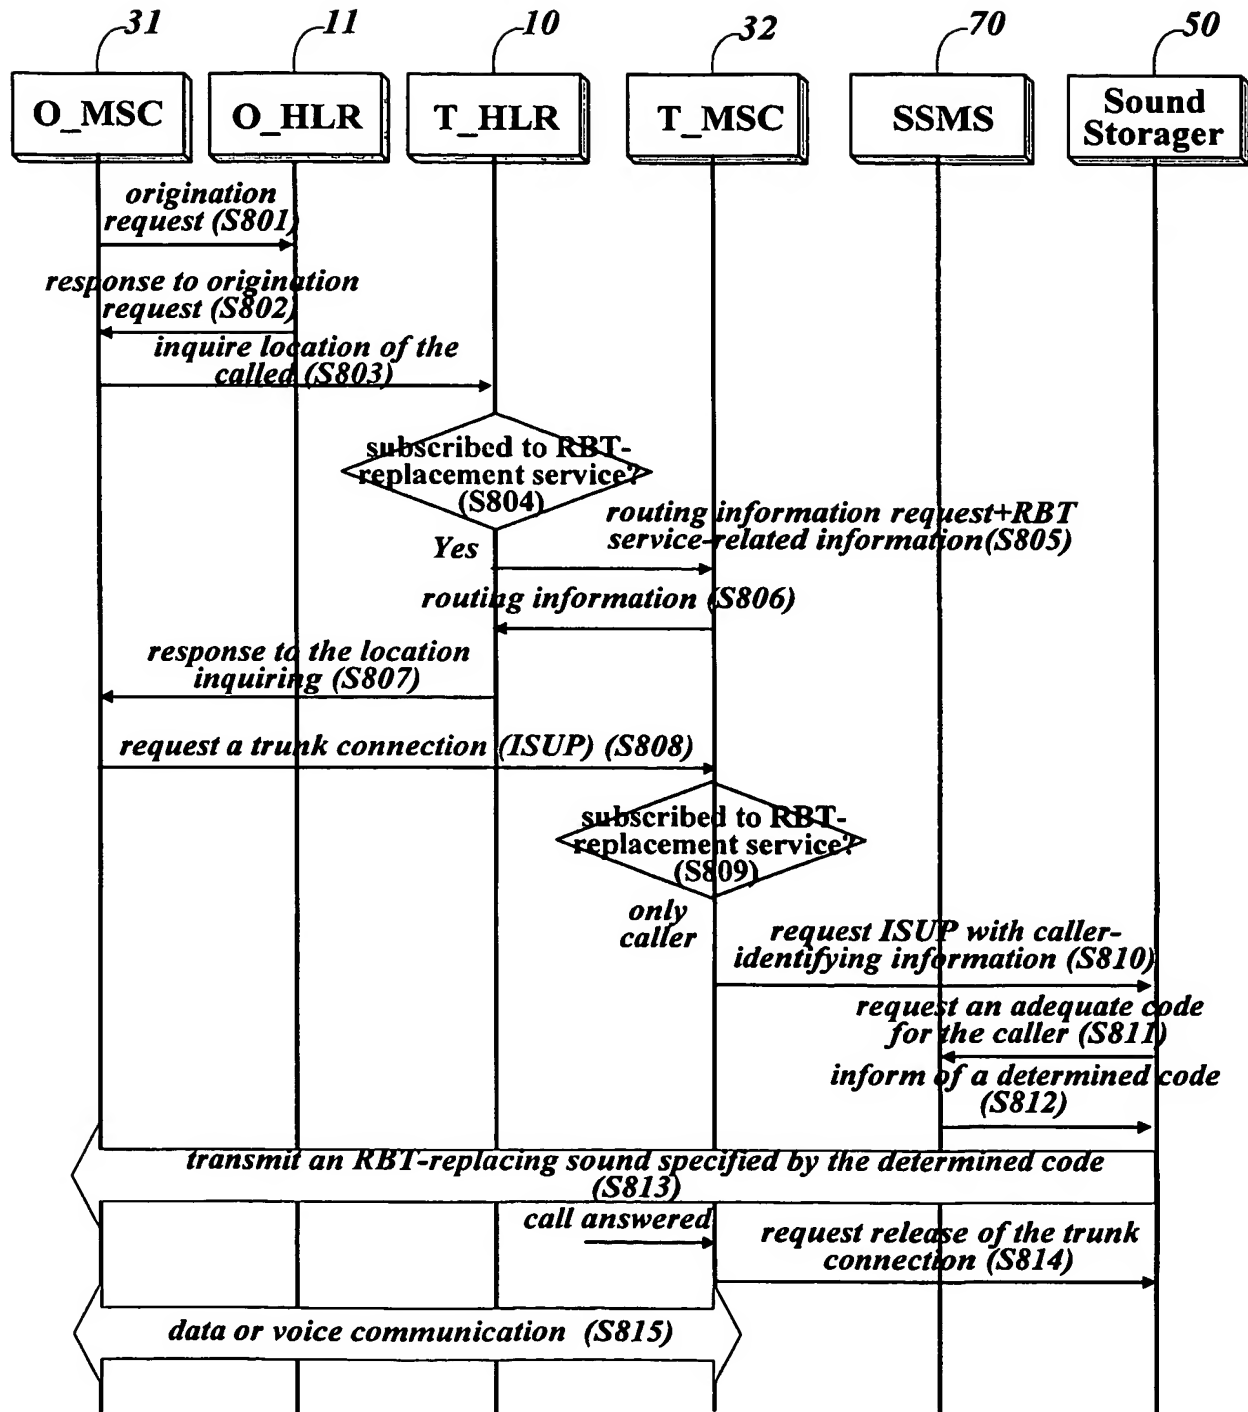 31 11 10 32 70 50
O_MSC O_HLR T_HLR T_MSC SSMS Sound
Storager
origination
request (S801)
response to origination
request (S802)
inquire location of the
called (S803)
subscribed to RBT-
replacement service?
(S804)
Yes
routing information request+RBT
service-related information(S805)
routing information (S806)
response to the location
inquiring (S807)
request a trunk connection (ISUP) (S808)
subscribed to RBT-
replacement service?
(S809)
only
caller
request ISUP with caller-
identifying information (S810)
request an adequate code
for the caller (S811)
inform of a determined code
(S812)
transmit an RBT-replacing sound specified by the determined code
(S813)
call answered
request release of the trunk
connection (S814)
data or voice communication (S815)